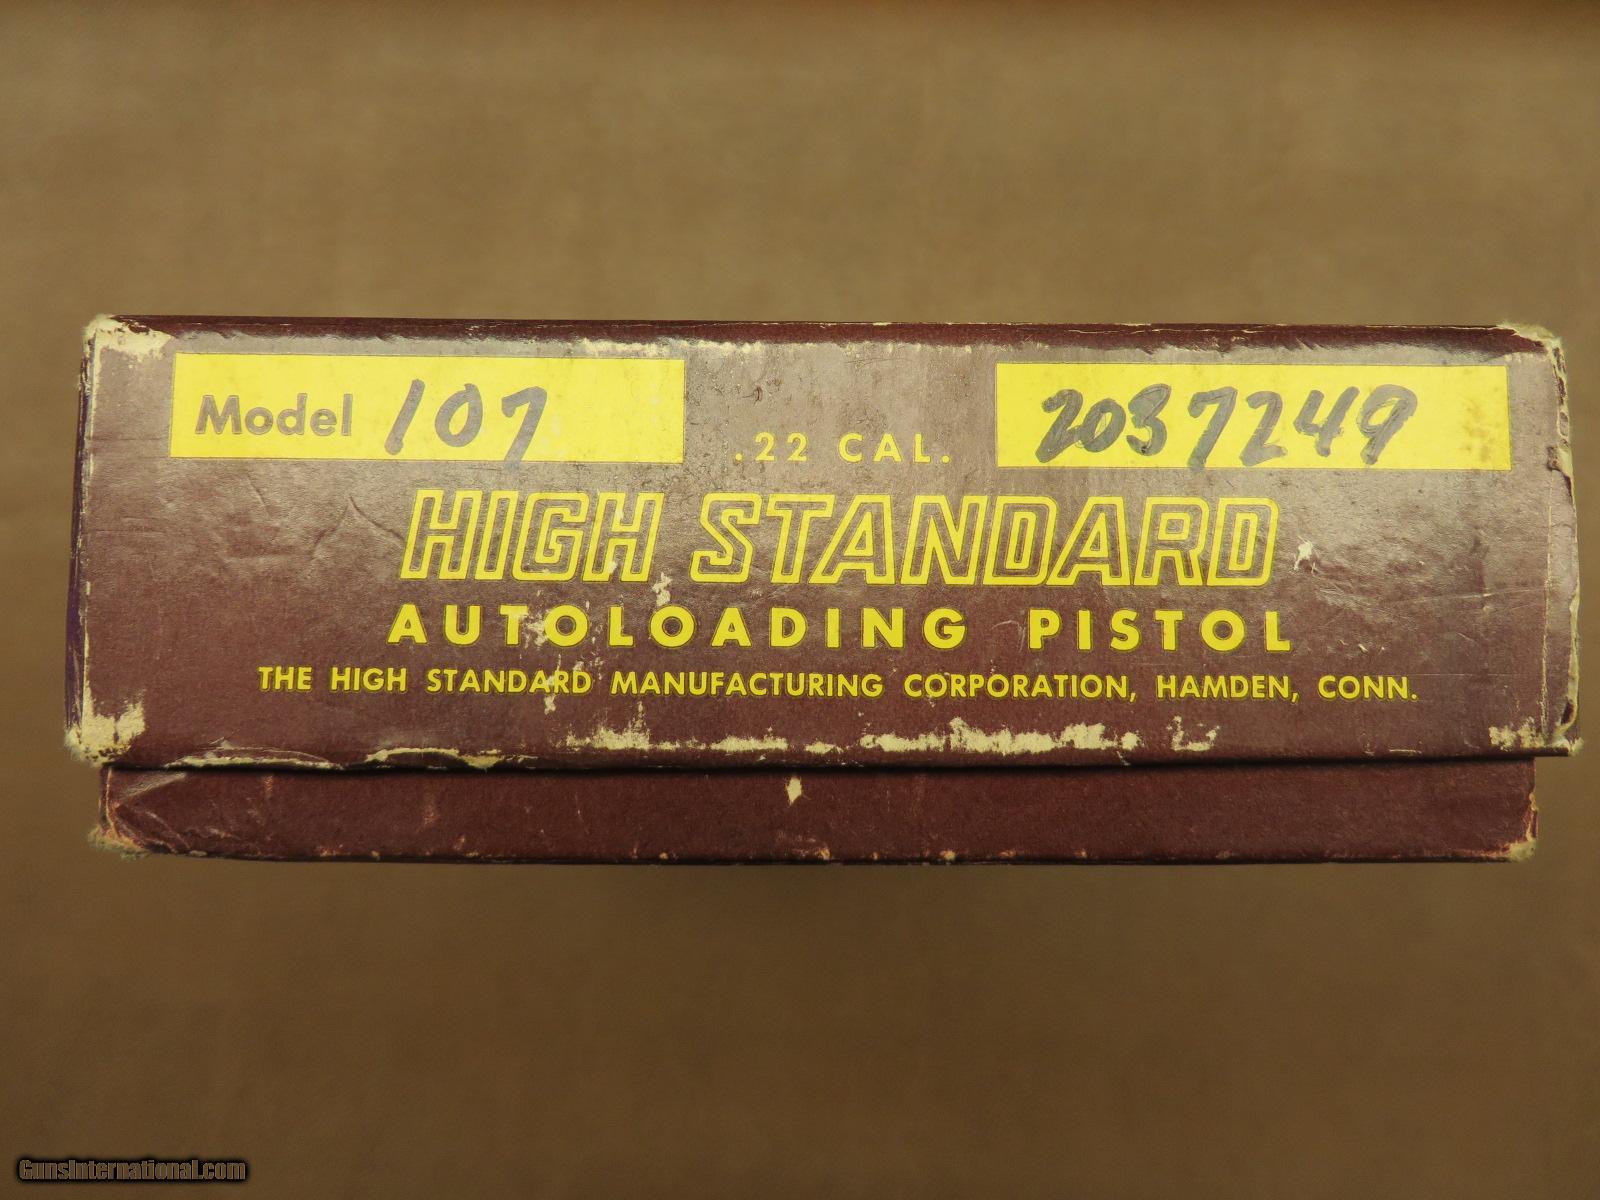 Model 107
.22 CAL.
2037249
HIGH STANDARD
AUTOLOADING PISTOL
THE HIGH STANDARD MANUFACTURING CORPORATION, HAMDEN, CONN.
GunsInternational.com